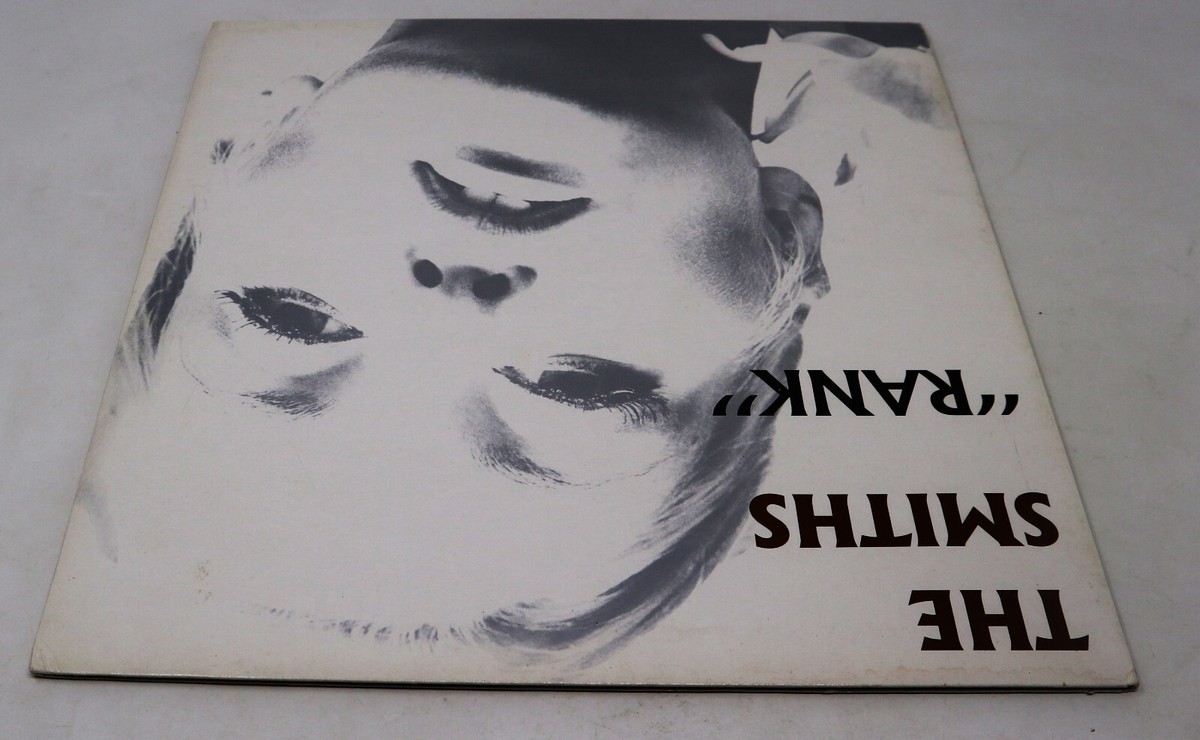 THE
SMITHS
"RANK"